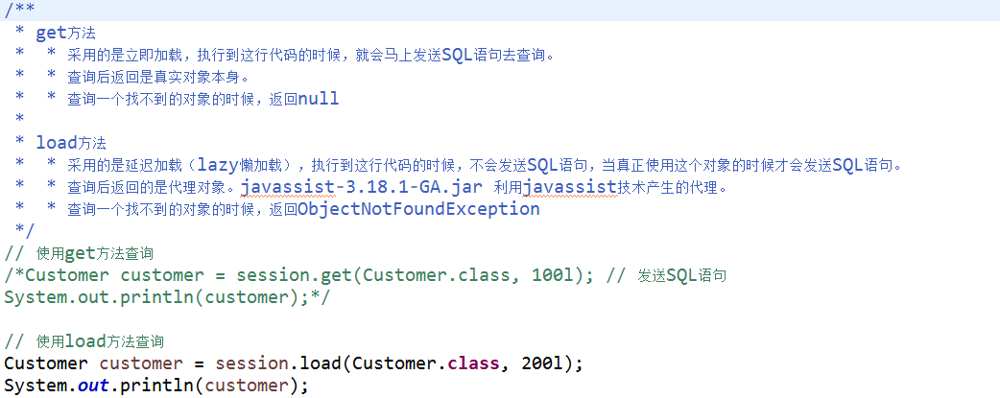 /**
 * get方法
 * * 采用的是立即加载，执行到这行代码的时候，就会马上发送SQL语句去查询。
 * * 查询后返回是真实对象本身。
 * * 查询一个找不到的对象的时候，返回null
 *
 * load方法
 * * 采用的是延迟加载（lazy懒加载），执行到这行代码的时候，不会发送SQL语句，当真正使用这个对象的时候才会发送SQL语句。
 * * 查询后返回的是代理对象。javassist-3.18.1-GA.jar 利用javassist技术产生的代理。
 * * 查询一个找不到的对象的时候，返回ObjectNotFoundException
 */
// 使用get方法查询
/*Customer customer = session.get(Customer.class, 100l); // 发送SQL语句
System.out.println(customer);*/
// 使用load方法查询
Customer customer = session.load(Customer.class, 200l);
System.out.println(customer);